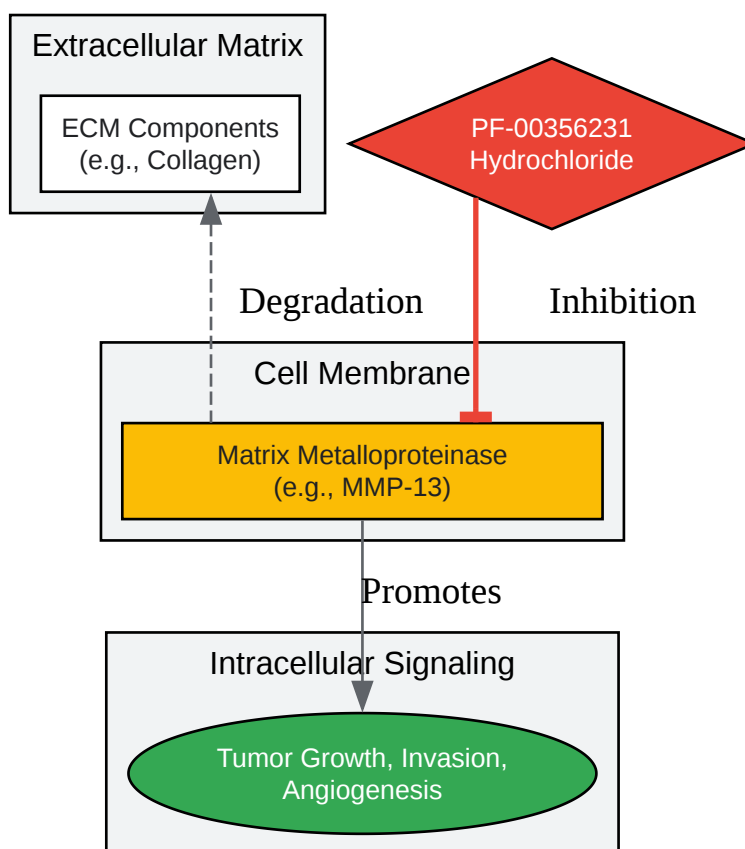 Extracellular Matrix
ECM Components
(e.g., Collagen)
PF-00356231
Hydrochloride
Degradation
Inhibition
Cell Membrane
Matrix Metalloproteinase
(e.g., MMP-13)
Promotes
Intracellular Signaling
Tumor Growth, Invasion,
Angiogenesis